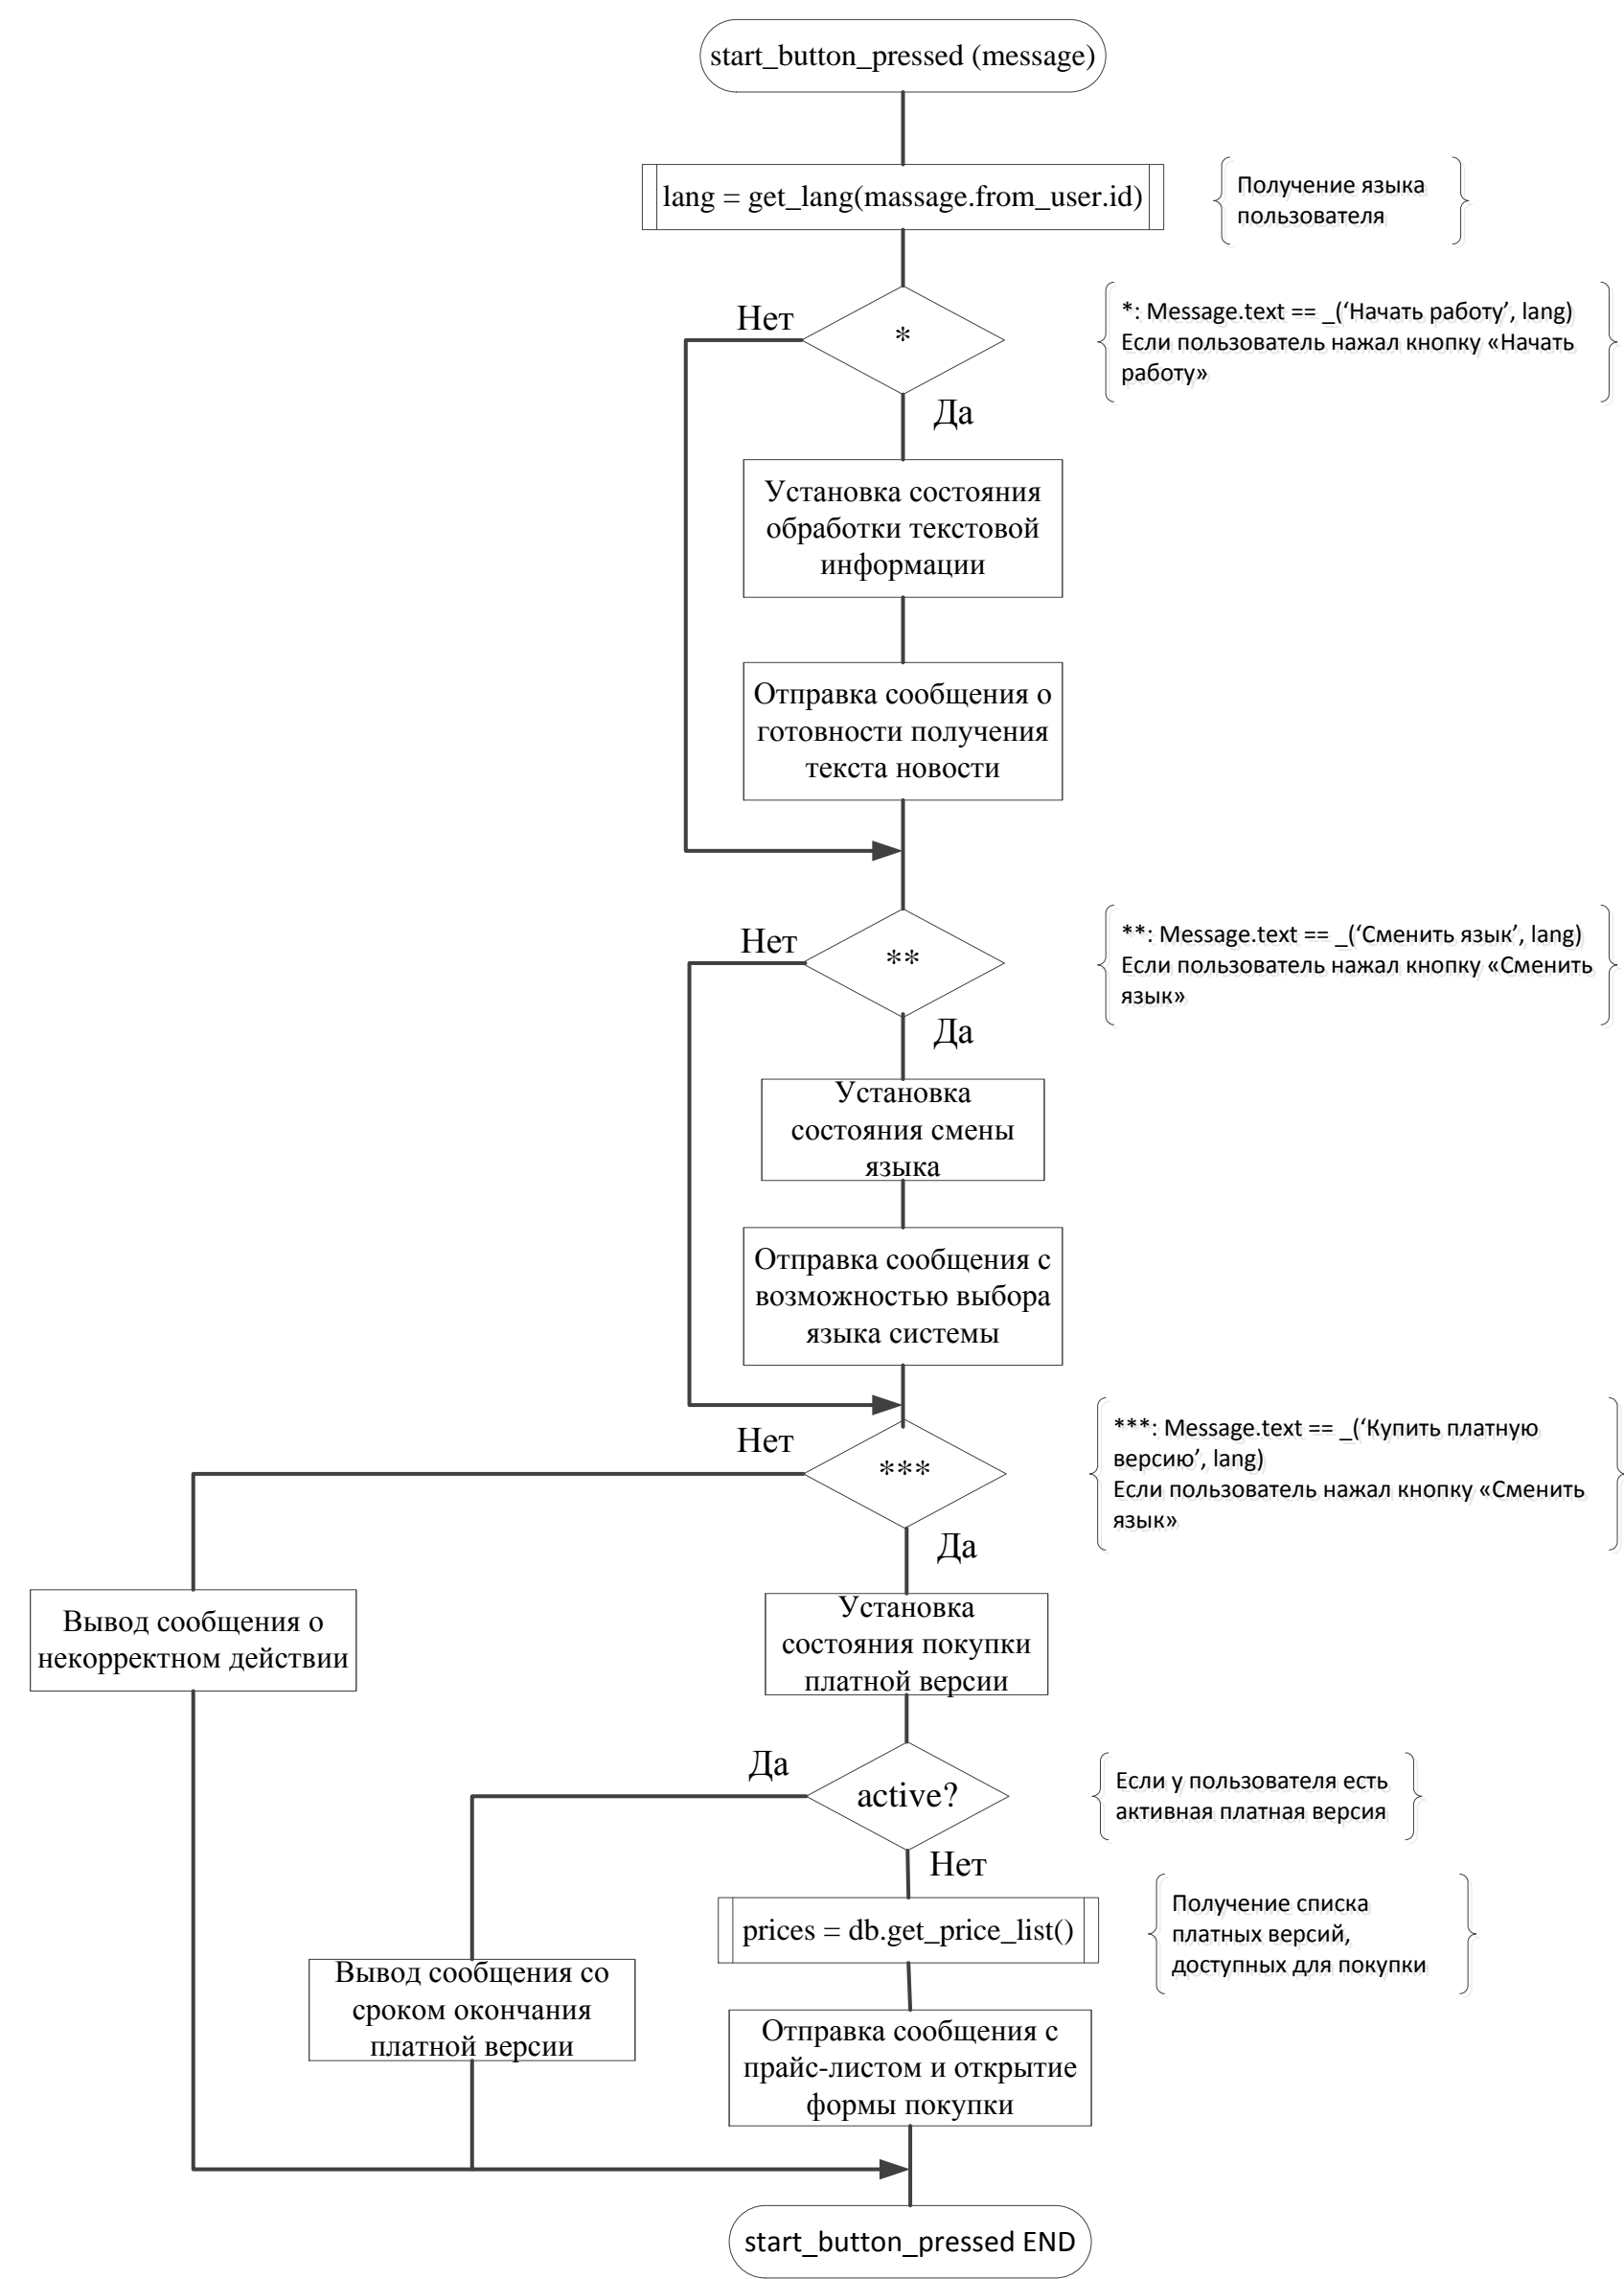 start_button_pressed (message)
lang = get_lang(massage.from_user.id)
Получение языка
пользователя
Нет
*
*: Message.text == _(‘Начать работу’, lang)
Если пользователь нажал кнопку «Начать
работу»
Да
Установка состояния
обработки текстовой
информации
Отправка сообщения о
готовности получения
текста новости
Нет
**
**: Message.text == _(‘Сменить язык’, lang)
Если пользователь нажал кнопку «Сменить
язык»
Да
Установка
состояния смены
языка
Отправка сообщения с
возможностью выбора
языка системы
Нет
***
***: Message.text == _(‘Купить платную
версию’, lang)
Если пользователь нажал кнопку «Сменить
язык»
Да
Вывод сообщения о
некорректном действии
Установка
состояния покупки
платной версии
Да
active?
Если у пользователя есть
активная платная версия
Нет
prices = db.get_price_list()
Получение списка
платных версий,
доступных для покупки
Вывод сообщения со
сроком окончания
платной версии
Отправка сообщения с
прайс-листом и открытие
формы покупки
start_button_pressed END